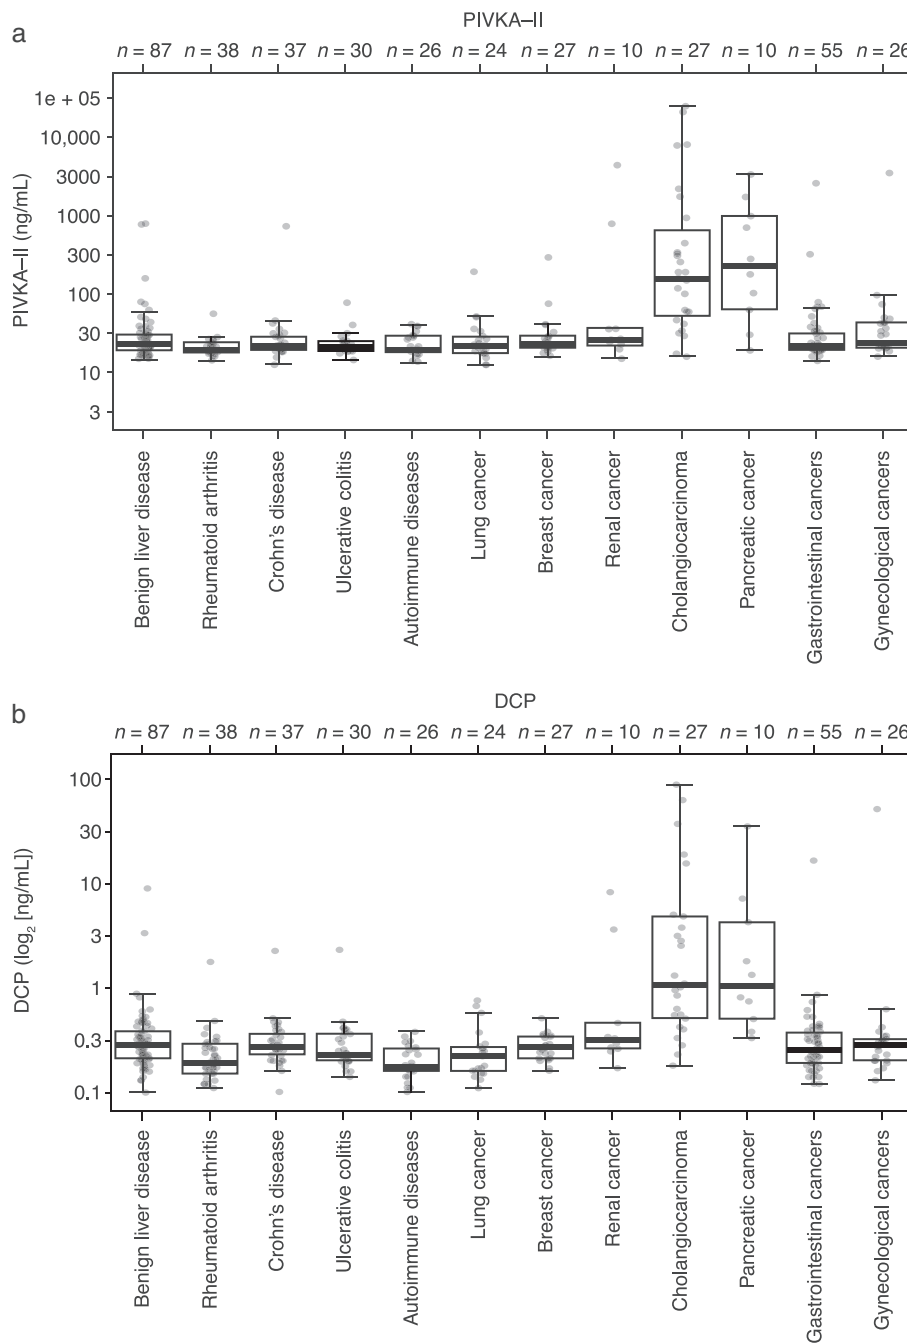 a
PIVKA–II
n = 87 n = 38 n = 37 n = 30 n = 26 n = 24 n = 27 n = 10 n = 27 n = 10 n = 55 n = 26
PIVKA–II (ng/mL)
1e + 05
10,000
3000
1000
300
100
30
10
3
Benign liver disease
Rheumatoid arthritis
Crohn's disease
Ulcerative colitis
Autoimmune diseases
Lung cancer
Breast cancer
Renal cancer
Cholangiocarcinoma
Pancreatic cancer
Gastrointestinal cancers
Gynecological cancers
b
DCP
n = 87 n = 38 n = 37 n = 30 n = 26 n = 24 n = 27 n = 10 n = 27 n = 10 n = 55 n = 26
DCP (log₂ [ng/mL])
100
30
10
3
1
0.3
0.1
Benign liver disease
Rheumatoid arthritis
Crohn's disease
Ulcerative colitis
Autoimmune diseases
Lung cancer
Breast cancer
Renal cancer
Cholangiocarcinoma
Pancreatic cancer
Gastrointestinal cancers
Gynecological cancers